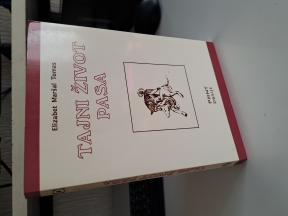 Elizabet Maršal Tomas
TAJNI ŽIVOT
PASA